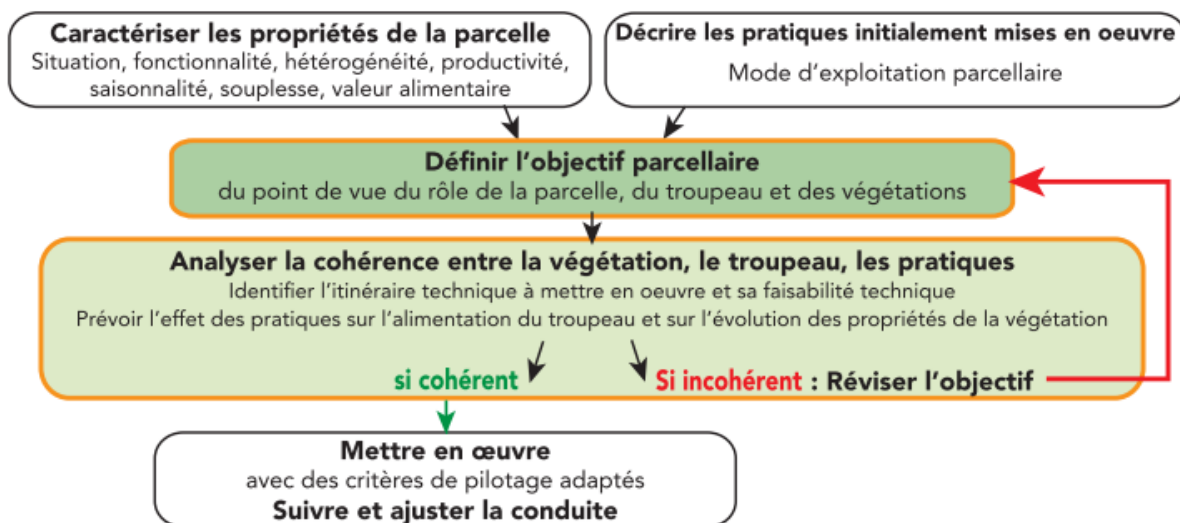 Caractériser les propriétés de la parcelle
Situation, fonctionnalité, hétérogénéité, productivité,
saisonnalité, souplesse, valeur alimentaire
Décrire les pratiques initialement mises en oeuvre
Mode d'exploitation parcellaire
Définir l'objectif parcellaire
du point de vue du rôle de la parcelle, du troupeau et des végétations
Analyser la cohérence entre la végétation, le troupeau, les pratiques
Identifier l'itinéraire technique à mettre en oeuvre et sa faisabilité technique
Prévoir l'effet des pratiques sur l'alimentation du troupeau et sur l'évolution des propriétés de la végétation
si cohérent
Si incohérent : Réviser l'objectif
Mettre en œuvre
avec des critères de pilotage adaptés
Suivre et ajuster la conduite